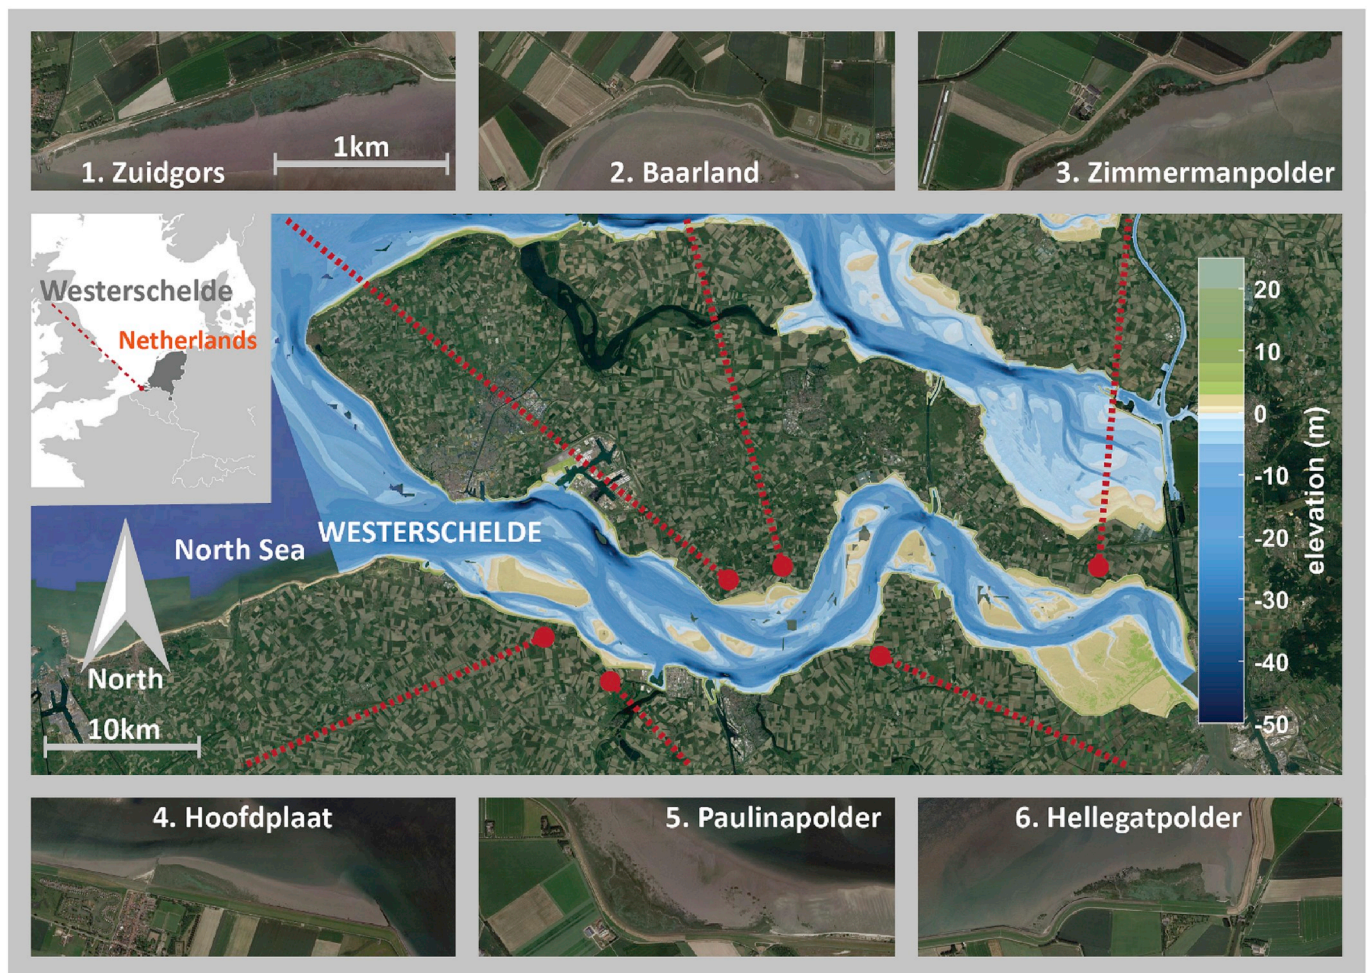 1km
1. Zuidgors
2. Baarland
3. Zimmermanpolder
Westerschelde
Netherlands
WESTERSCHELDE
North Sea
North
10km
20
10
0
-10
-20
-30
-40
-50
elevation (m)
4. Hoofdplaat
5. Paulinapolder
6. Hellegatpolder